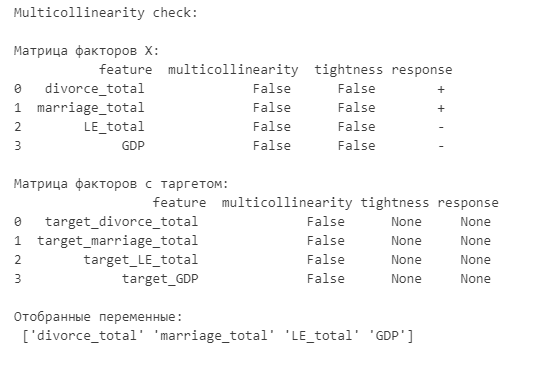 Multicollinearity check:
Матрица факторов X:
feature multicollinearity tightness response
0 divorce_total False False +
1 marriage_total False False +
2 LE_total False False -
3 GDP False False -
Матрица факторов с таргетом:
feature multicollinearity tightness response
0 target_divorce_total False None None
1 target_marriage_total False None None
2 target_LE_total False None None
3 target_GDP False None None
Отобранные переменные:
['divorce_total' 'marriage_total' 'LE_total' 'GDP']